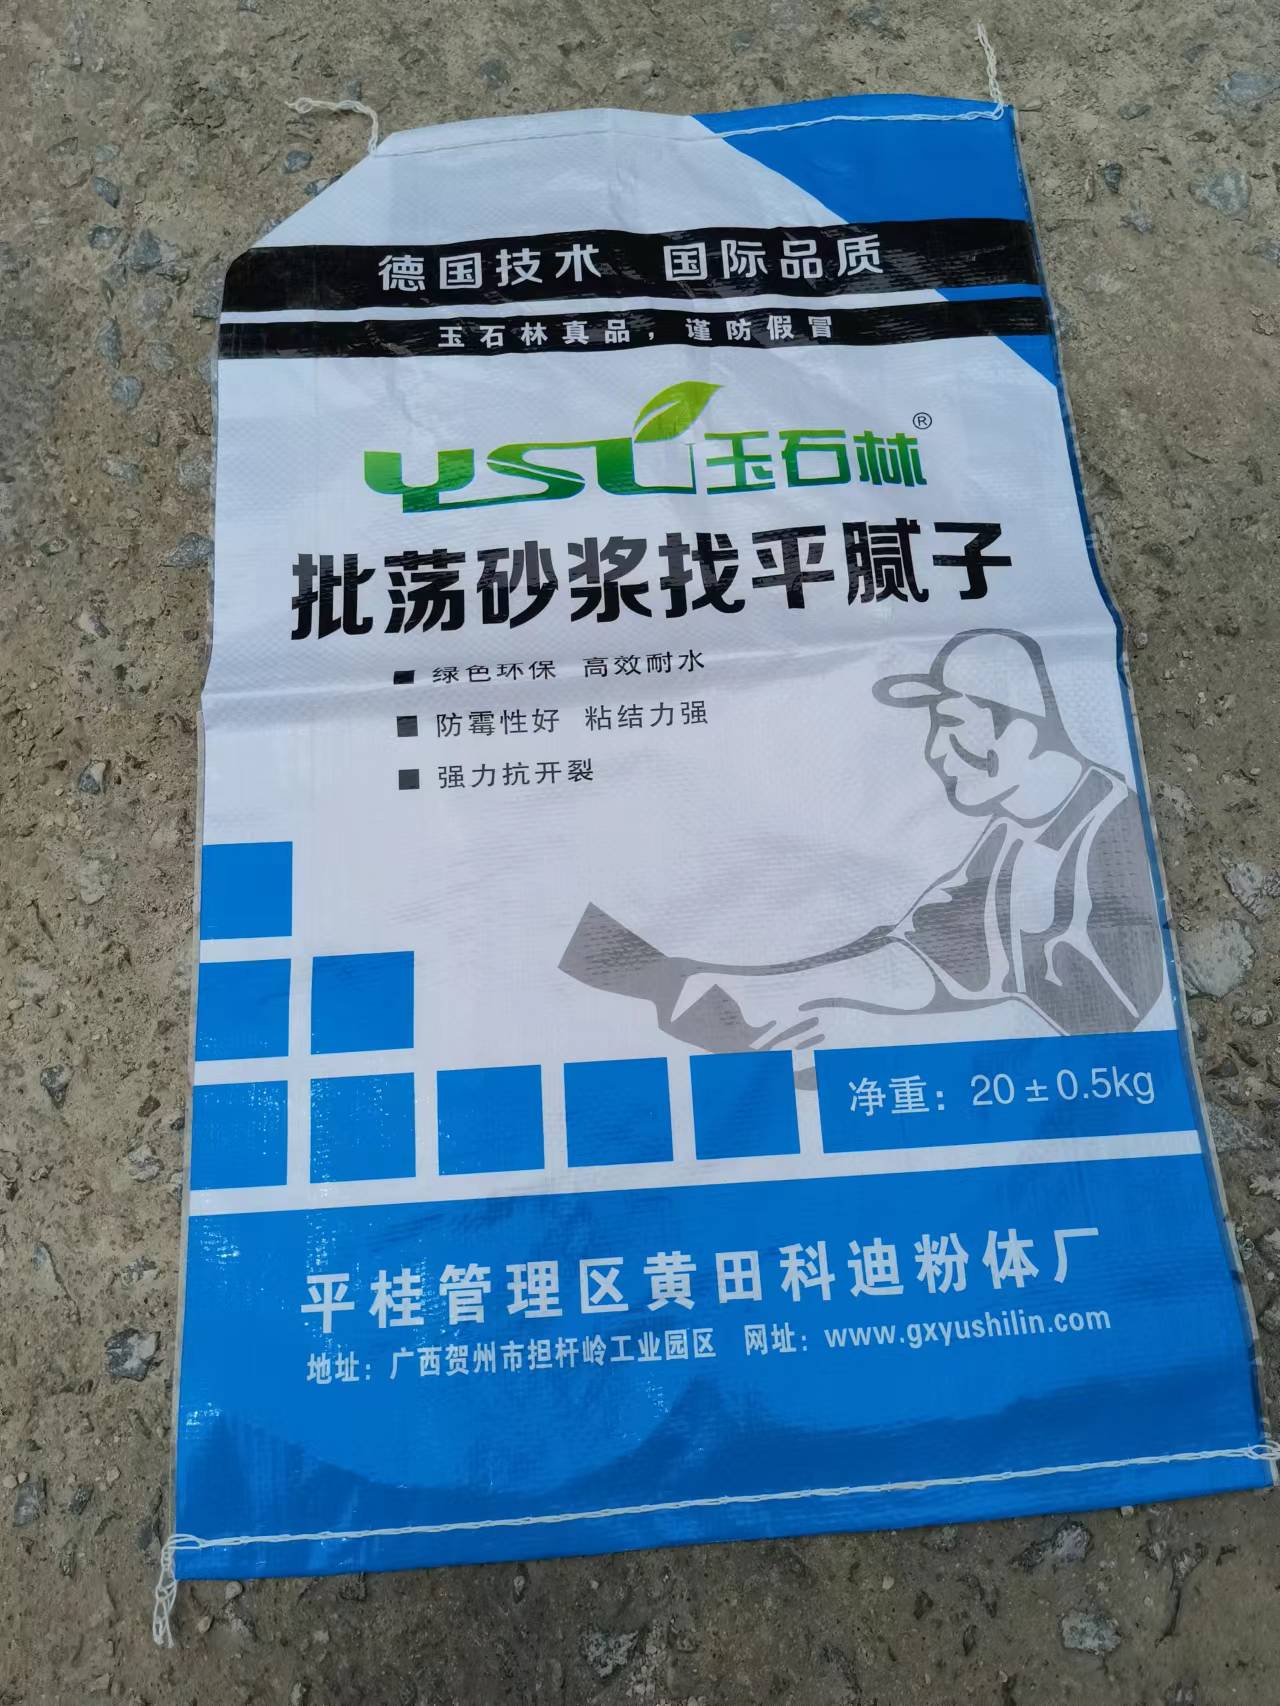 德国技术 国际品质
玉石林真品，谨防假冒
YSL玉石林®
批荡砂浆找平腻子
■ 绿色环保 高效耐水
■ 防霉性好 粘结力强
■ 强力抗开裂
净重：20±0.5kg
平桂管理区黄田科迪粉体厂
地址：广西贺州市担杆岭工业园区 网址：www.gxyushilin.com